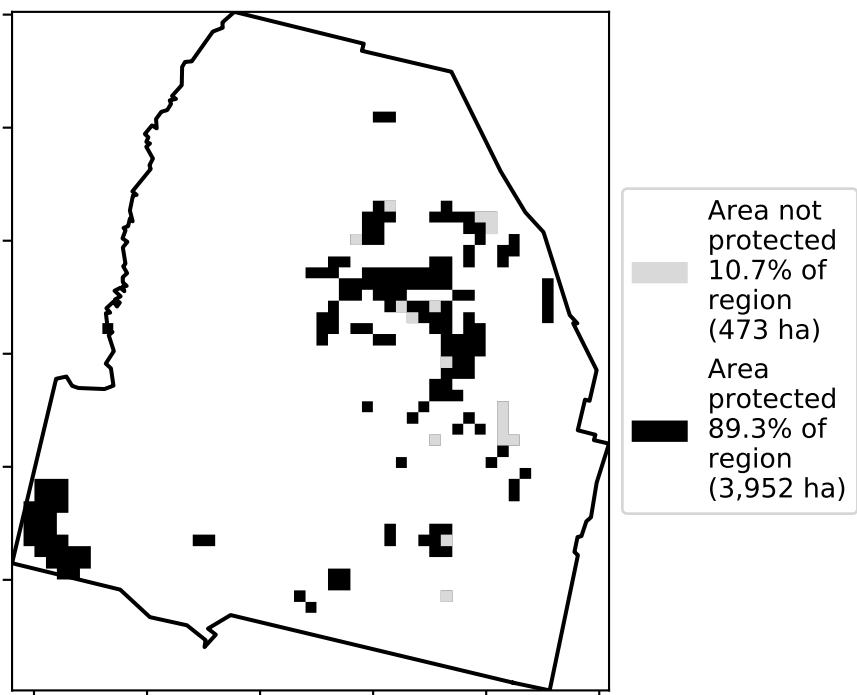 Area not
protected
10.7% of
region
(473 ha)
Area
protected
89.3% of
region
(3,952 ha)